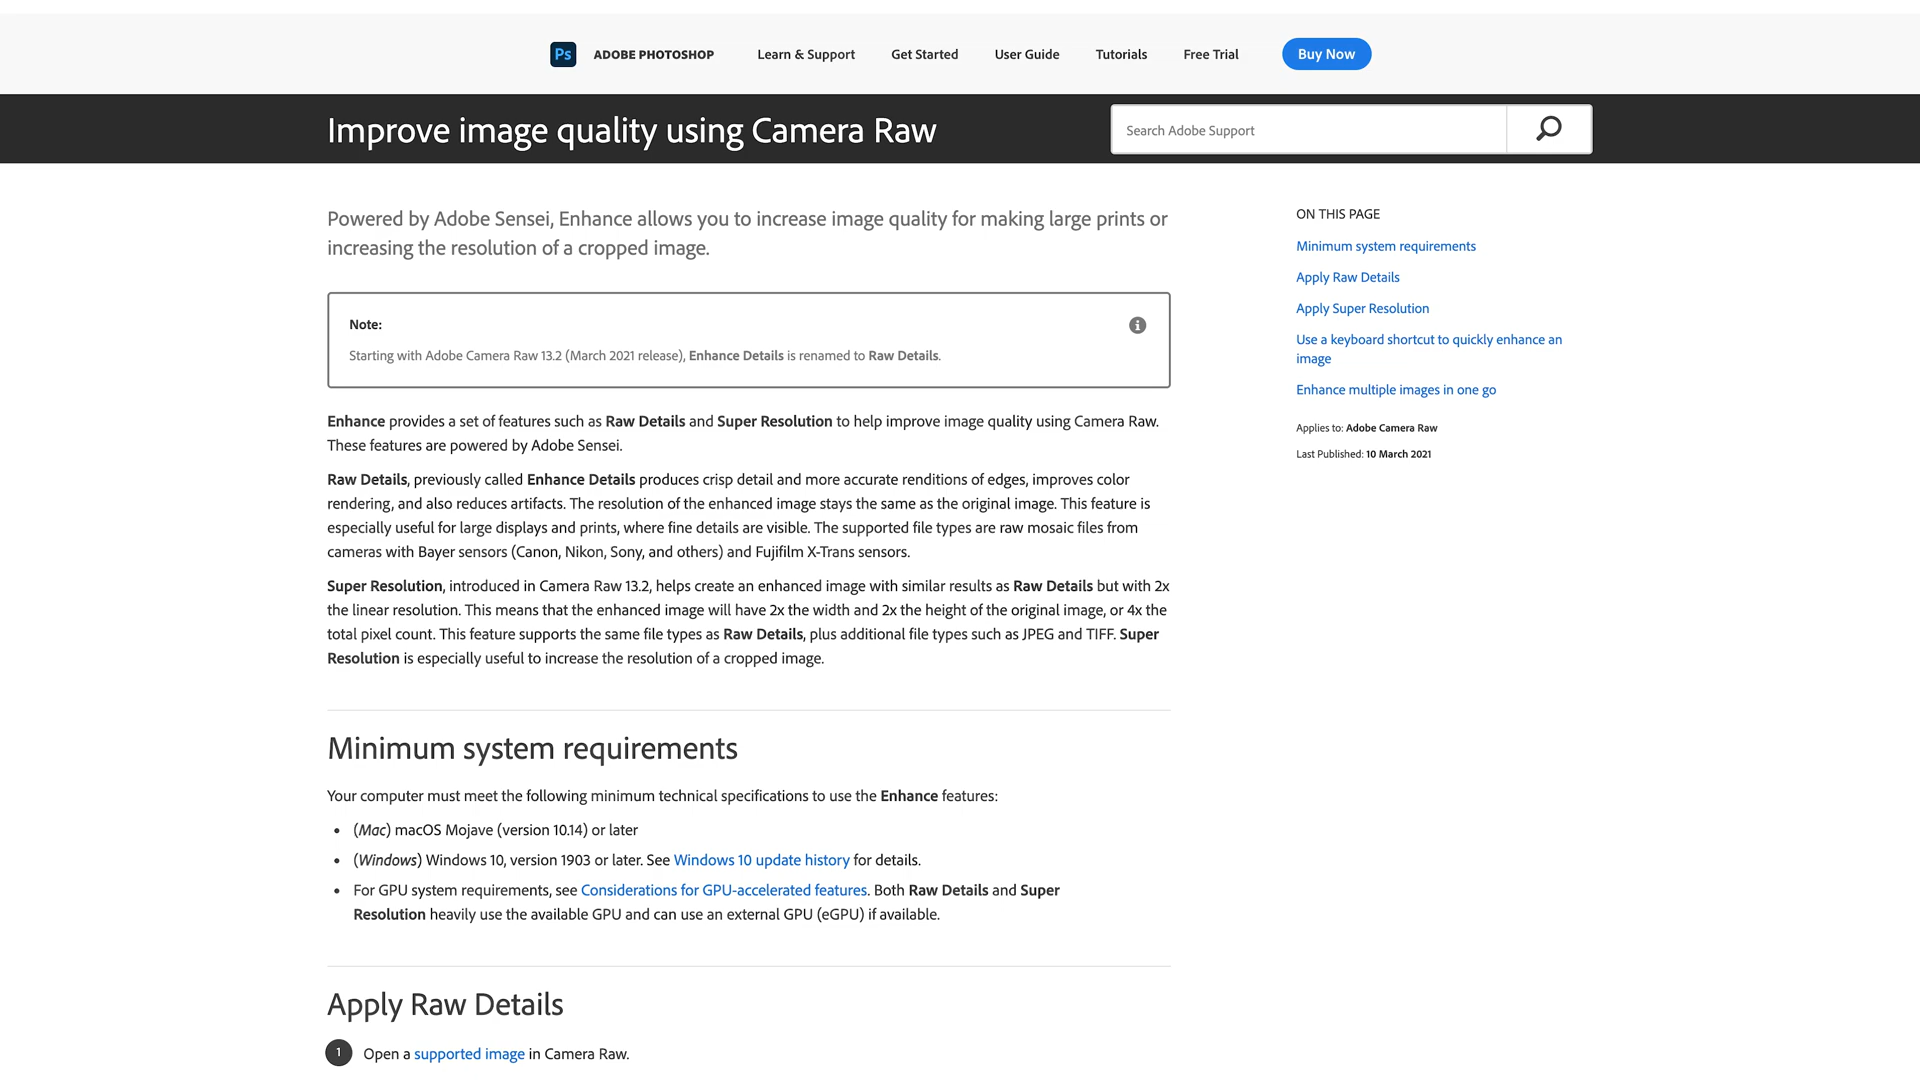 Ps ADOBE PHOTOSHOP Learn & Support Get Started User Guide Tutorials Free Trial Buy Now
Improve image quality using Camera Raw
Search Adobe Support
Powered by Adobe Sensei, Enhance allows you to increase image quality for making large prints or
increasing the resolution of a cropped image.
Note:
Starting with Adobe Camera Raw 13.2 (March 2021 release), Enhance Details is renamed to Raw Details.
Enhance provides a set of features such as Raw Details and Super Resolution to help improve image quality using Camera Raw.
These features are powered by Adobe Sensei.
Raw Details, previously called Enhance Details produces crisp detail and more accurate renditions of edges, improves color
rendering, and also reduces artifacts. The resolution of the enhanced image stays the same as the original image. This feature is
especially useful for large displays and prints, where fine details are visible. The supported file types are raw mosaic files from
cameras with Bayer sensors (Canon, Nikon, Sony, and others) and Fujifilm X-Trans sensors.
Super Resolution, introduced in Camera Raw 13.2, helps create an enhanced image with similar results as Raw Details but with 2x
the linear resolution. This means that the enhanced image will have 2x the width and 2x the height of the original image, or 4x the
total pixel count. This feature supports the same file types as Raw Details, plus additional file types such as JPEG and TIFF. Super
Resolution is especially useful to increase the resolution of a cropped image.
Minimum system requirements
Your computer must meet the following minimum technical specifications to use the Enhance features:
• (Mac) macOS Mojave (version 10.14) or later
• (Windows) Windows 10, version 1903 or later. See Windows 10 update history for details.
• For GPU system requirements, see Considerations for GPU-accelerated features. Both Raw Details and Super
Resolution heavily use the available GPU and can use an external GPU (eGPU) if available.
Apply Raw Details
1 Open a supported image in Camera Raw.
ON THIS PAGE
Minimum system requirements
Apply Raw Details
Apply Super Resolution
Use a keyboard shortcut to quickly enhance an
image
Enhance multiple images in one go
Applies to: Adobe Camera Raw
Last Published: 10 March 2021